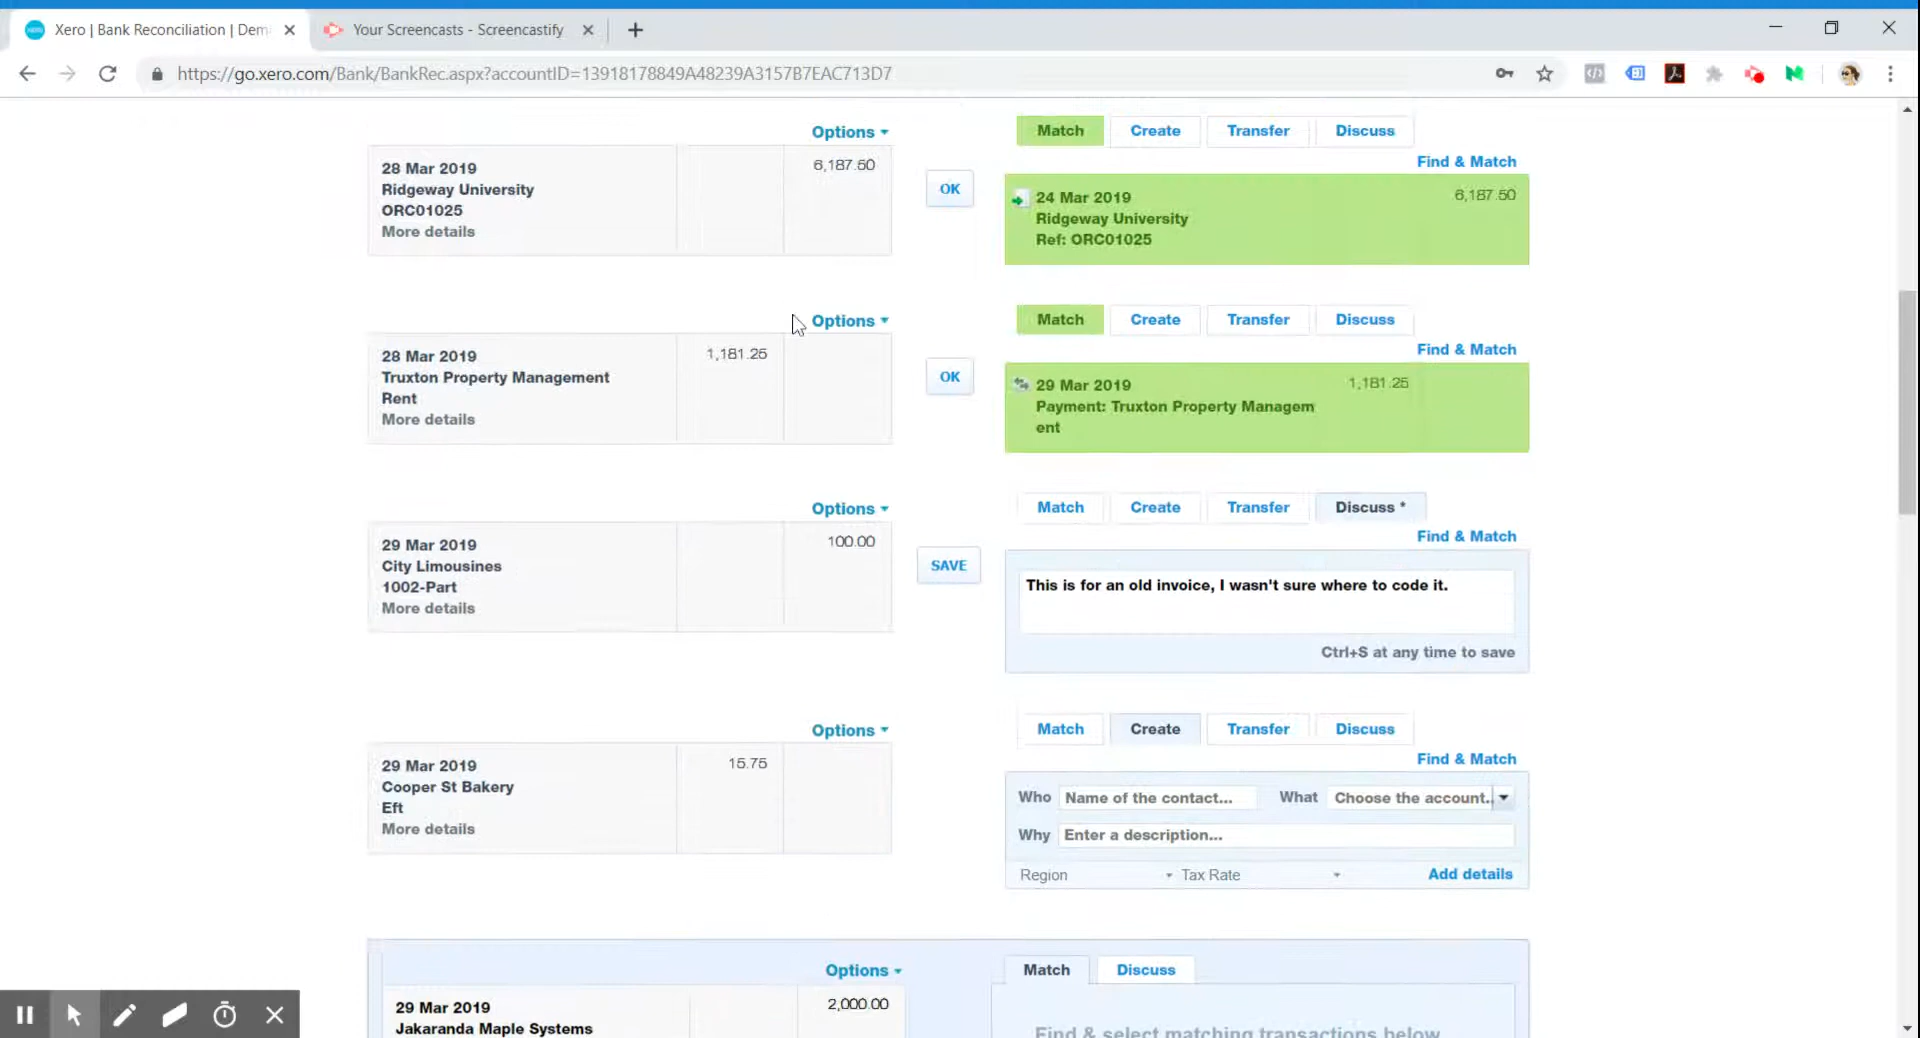 Xero | Bank Reconciliation | Dem
Your Screencasts - Screencastify
https://go.xero.com/Bank/BankRec.aspx?accountID=13918178849A48239A3157B7EAC713D7
Options
Match Create Transfer Discuss
Find & Match
28 Mar 2019 6,187.50
Ridgeway University
ORC01025
More details
OK
24 Mar 2019 6,187.50
Ridgeway University
Ref: ORC01025
Options
Match Create Transfer Discuss
Find & Match
28 Mar 2019 1,181.25
Truxton Property Management
Rent
More details
OK
29 Mar 2019 1,181.25
Payment: Truxton Property Managem
ent
Options
Match Create Transfer Discuss *
Find & Match
29 Mar 2019 100.00
City Limousines
1002-Part
More details
SAVE
This is for an old invoice, I wasn't sure where to code it.
Ctrl+S at any time to save
Options
Match Create Transfer Discuss
Find & Match
29 Mar 2019 15.75
Cooper St Bakery
Eft
More details
Who Name of the contact... What Choose the account..
Why Enter a description...
Region Tax Rate Add details
Options
Match Discuss
29 Mar 2019 2,000.00
Jakaranda Maple Systems
Find & select matching transactions below